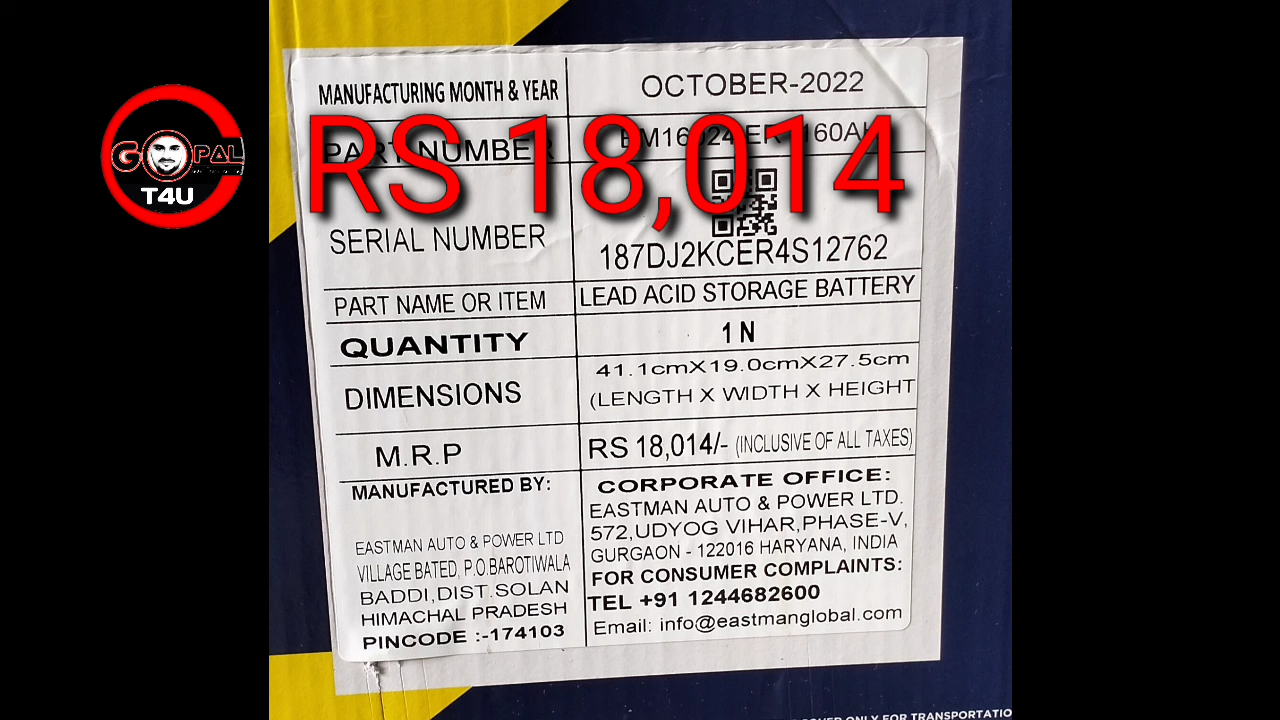 GOPAL
T4U
RS 18,014
MANUFACTURING MONTH & YEAR
OCTOBER-2022
PART NUMBER
SERIAL NUMBER
187DJ2KCER4S12762
PART NAME OR ITEM
LEAD ACID STORAGE BATTERY
QUANTITY
1 N
DIMENSIONS
41.1cmX19.0cmX27.5cm
(LENGTH X WIDTH X HEIGHT
M.R.P
RS 18,014/- (INCLUSIVE OF ALL TAXES)
MANUFACTURED BY:
EASTMAN AUTO & POWER LTD
VILLAGE BATED, P.O.BAROTIWALA
BADDI,DIST.SOLAN
HIMACHAL PRADESH
PINCODE :-174103
CORPORATE OFFICE:
EASTMAN AUTO & POWER LTD.
572,UDYOG VIHAR,PHASE-V,
GURGAON - 122016 HARYANA, INDIA
FOR CONSUMER COMPLAINTS:
TEL +91 1244682600
Email: info@eastmanglobal.com
ONLY FOR TRANSPORTATIO